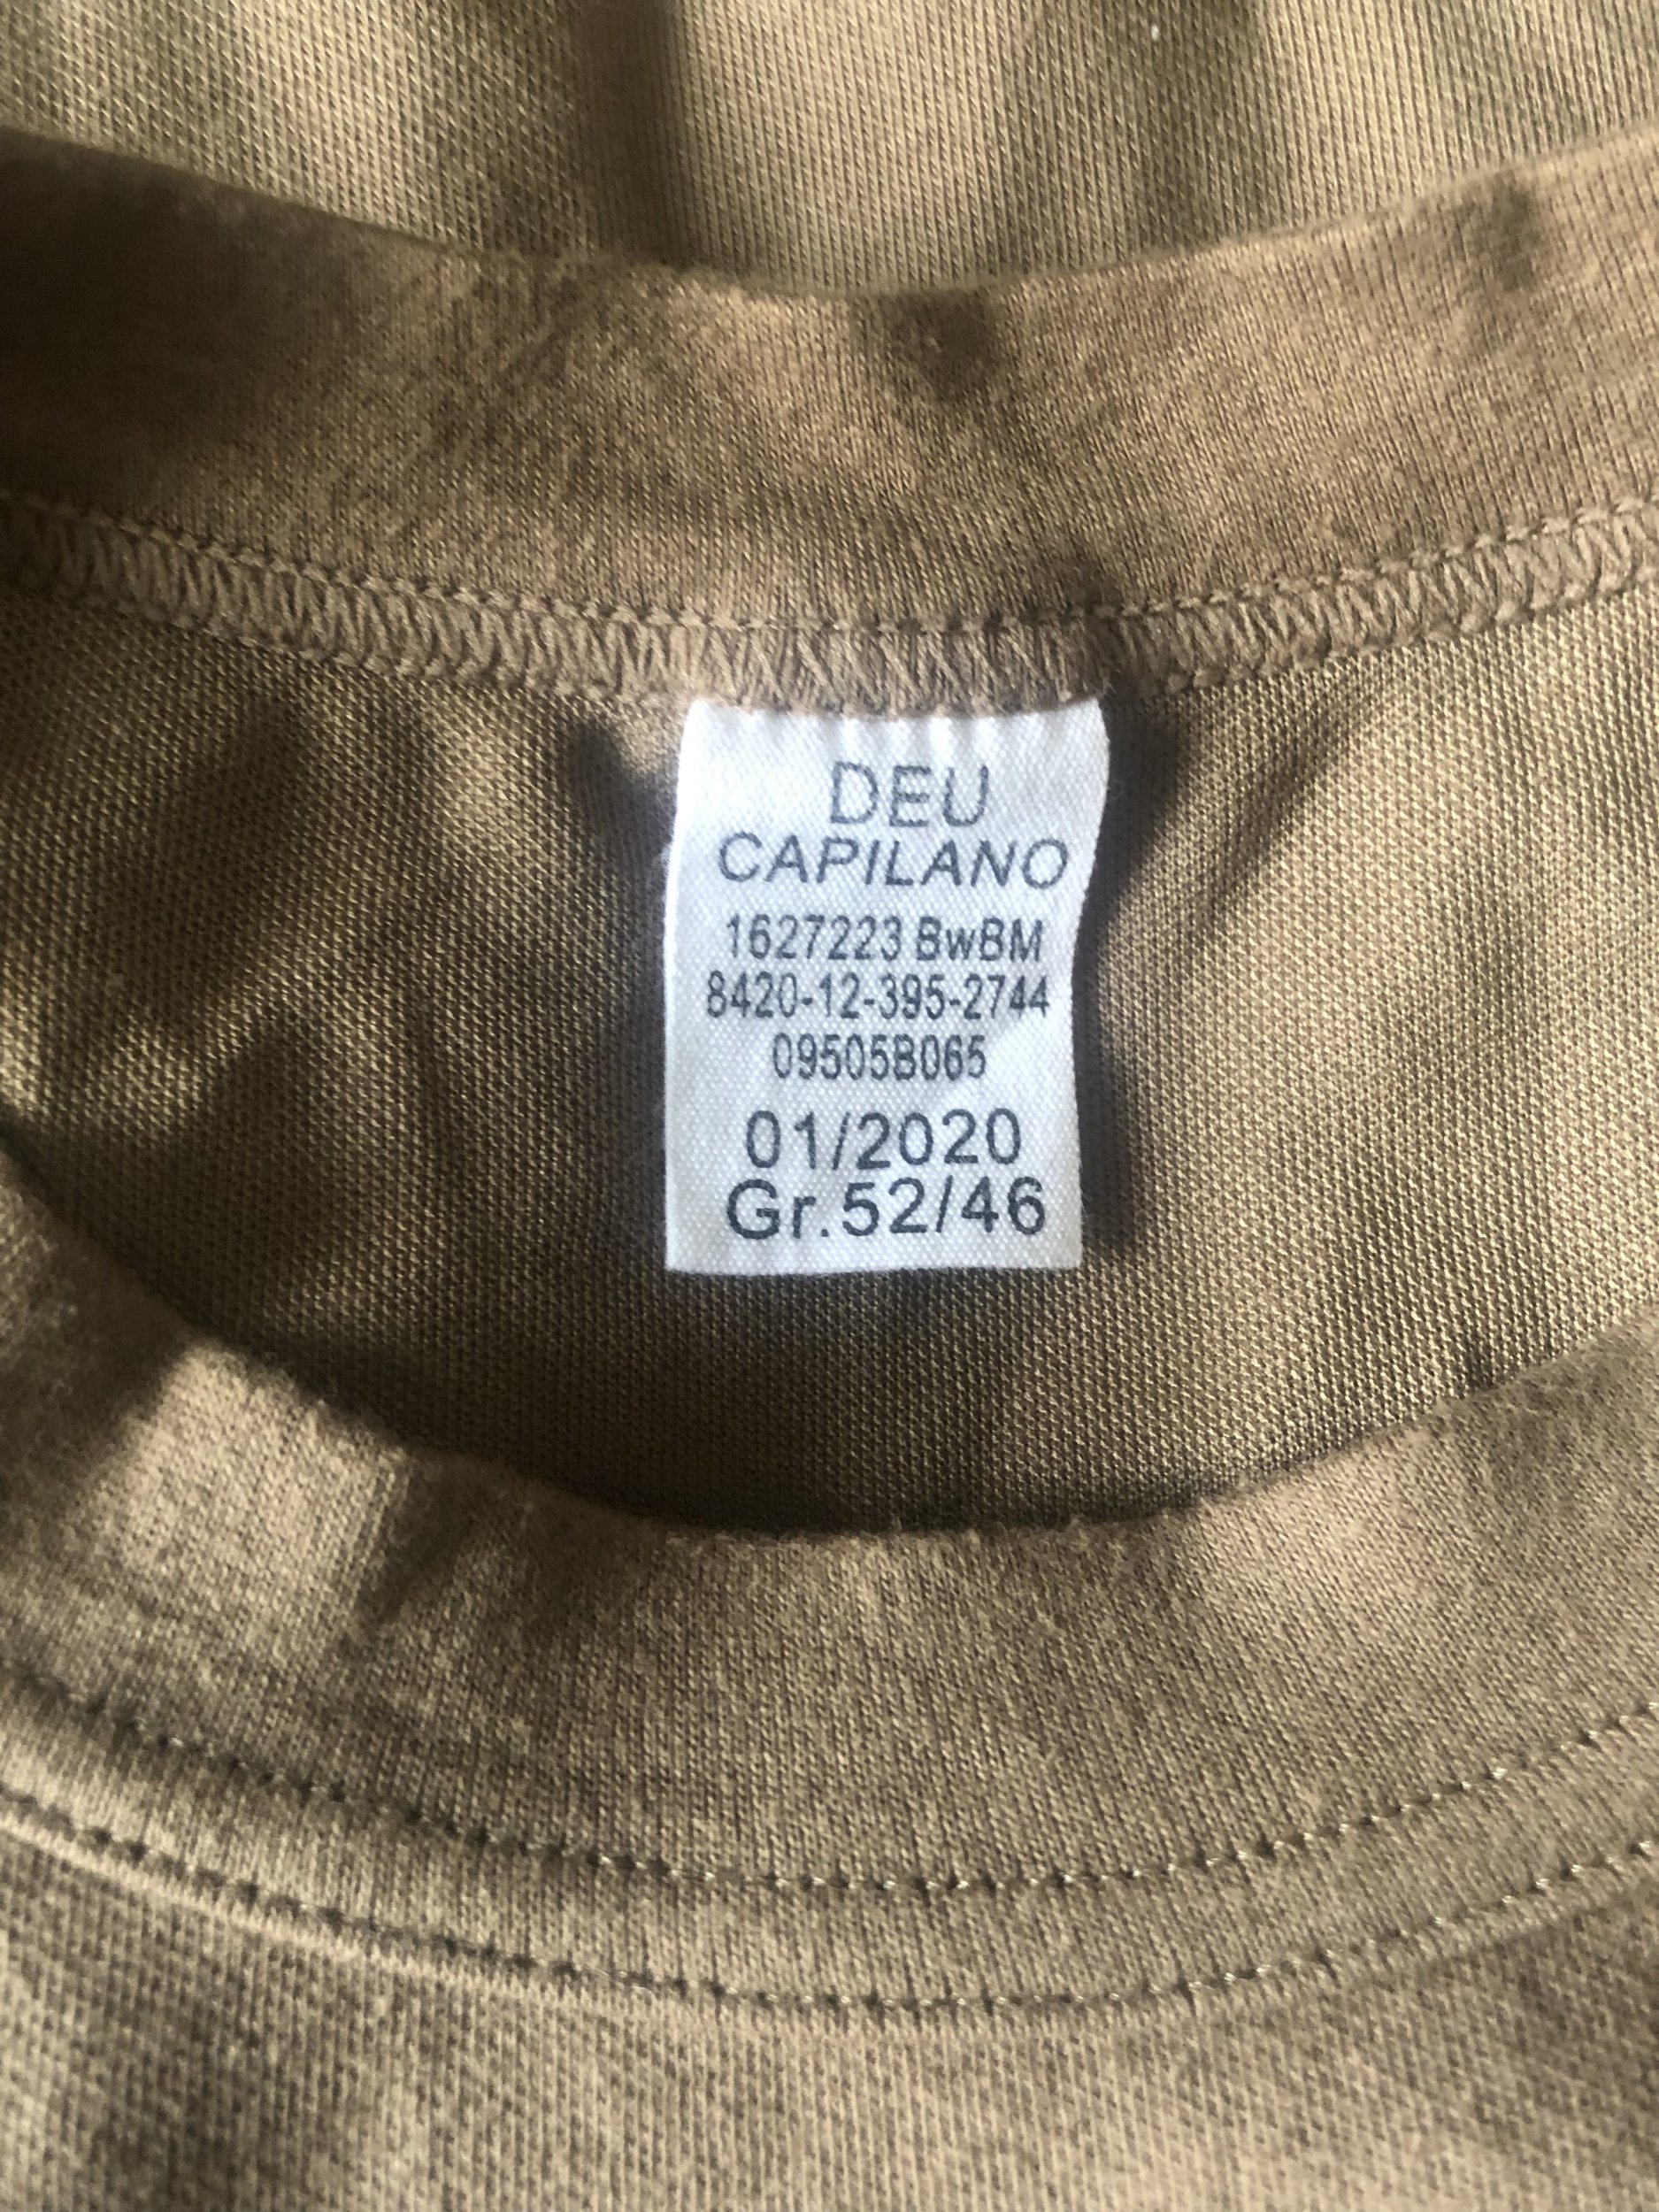 DEU
CAPILANO
1627223 BwBM
8420-12-395-2744
09505B065
01/2020
Gr.52/46